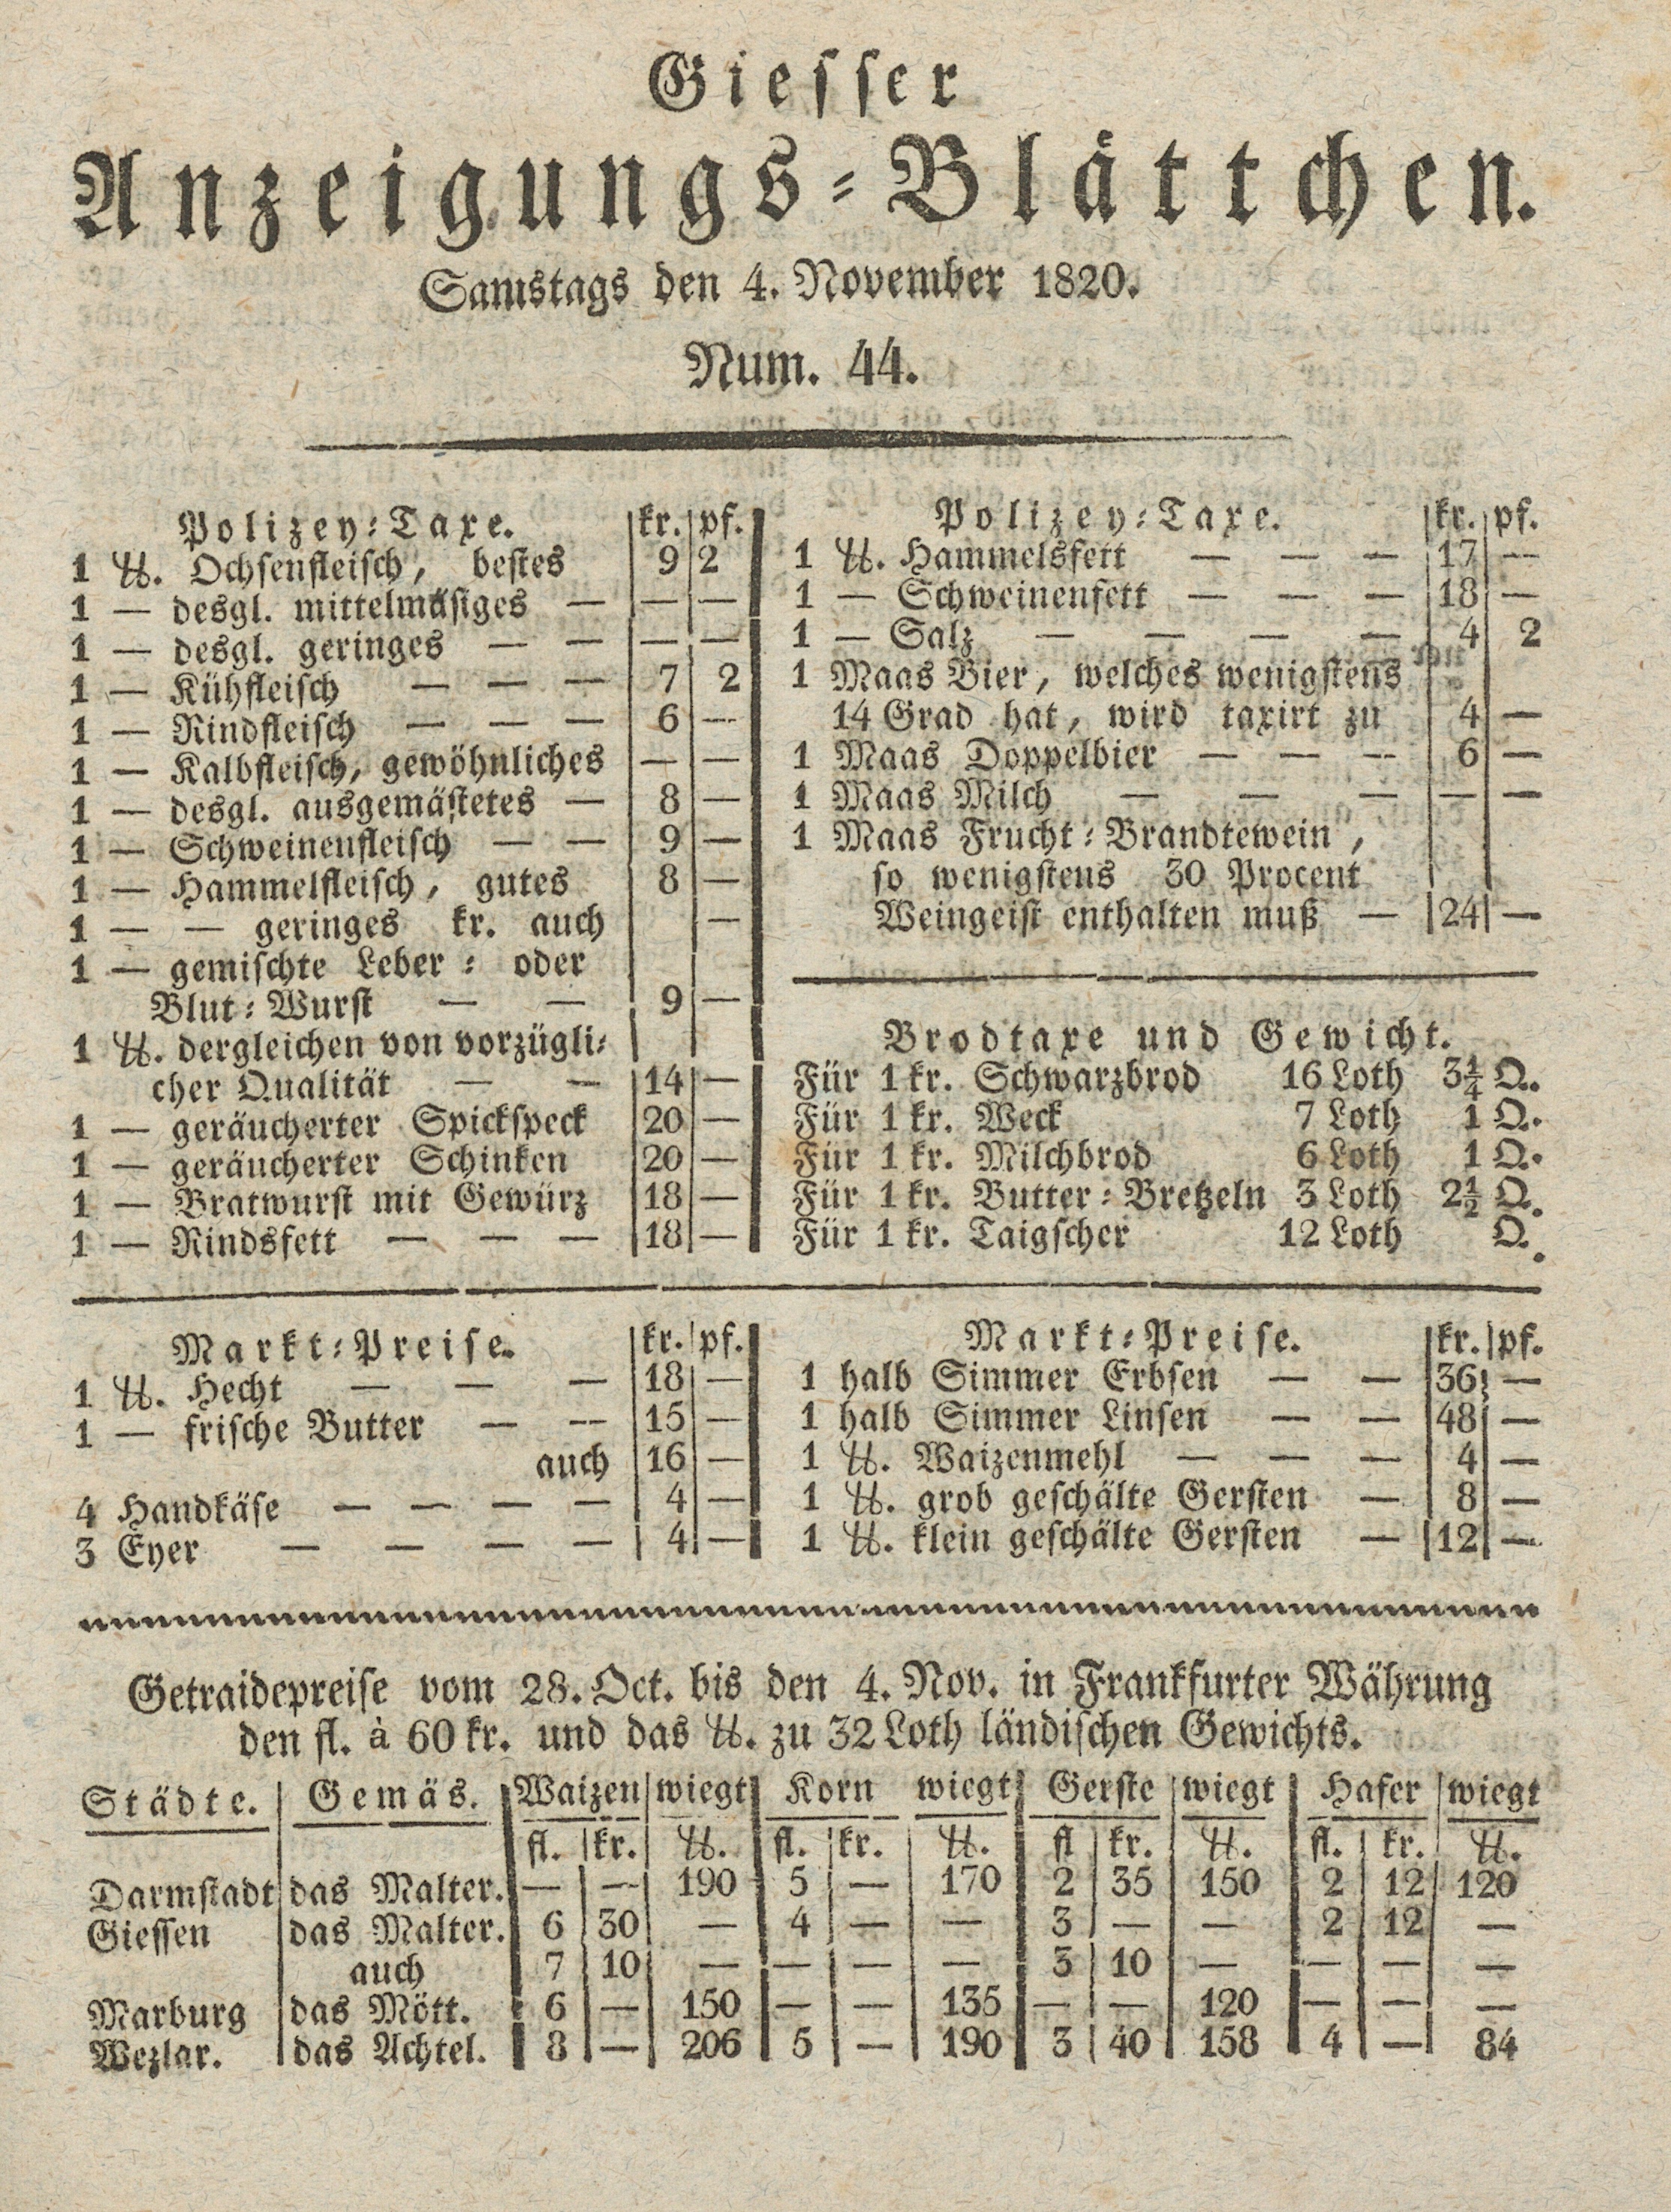 Giesser
Anzeigungs-Blättchen.
Samstags den 4. November 1820.
Num. 44.
Polizey-Taxe. kr. pf.
1 ℔. Ochsenfleisch, bestes 9 2
1 — desgl. mittelmäsiges — — —
1 — desgl. geringes — — — —
1 — Kühfleisch — — — 7 2
1 — Rindfleisch — — — 6 —
1 — Kalbfleisch, gewöhnliches — —
1 — desgl. ausgemästetes — 8 —
1 — Schweinenfleisch — — 9 —
1 — Hammelfleisch, gutes 8 —
1 — — geringes kr. auch —
1 — gemischte Leber- oder
Blut-Wurst — — 9 —
1 ℔. dergleichen von vorzügli-
cher Qualität — — 14 —
1 — geräucherter Spickspeck 20 —
1 — geräucherter Schinken 20 —
1 — Bratwurst mit Gewürz 18 —
1 — Rindsfett — — — 18 —
Polizey-Taxe. kr. pf.
1 ℔. Hammelsfett — — — 17 —
1 — Schweinenfett — — — 18 —
1 — Salz — — — — 4 2
1 Maas Bier, welches wenigstens
14 Grad hat, wird taxirt zu 4 —
1 Maas Doppelbier — — — 6 —
1 Maas Milch — — — — —
1 Maas Frucht-Brandtewein,
so wenigstens 30 Procent
Weingeist enthalten muß — 24 —
Brodtaxe und Gewicht.
Für 1 kr. Schwarzbrod 16 Loth 3¼ Q.
Für 1 kr. Weck 7 Loth 1 Q.
Für 1 kr. Milchbrod 6 Loth 1 Q.
Für 1 kr. Butter-Bretzeln 3 Loth 2½ Q.
Für 1 kr. Taigscher 12 Loth Q.
Markt-Preise. kr. pf.
1 ℔. Hecht — — — 18 —
1 — frische Butter — — 15 —
auch 16 —
4 Handkäse — — — — 4 —
3 Eyer — — — — 4 —
Markt-Preise. kr. pf.
1 halb Simmer Erbsen — — 36 —
1 halb Simmer Linsen — — 48 —
1 ℔. Waizenmehl — — — 4 —
1 ℔. grob geschälte Gersten — 8 —
1 ℔. klein geschälte Gersten — 12 —
Getraidepreise vom 28. Oct. bis den 4. Nov. in Frankfurter Währung
den fl. à 60 kr. und das ℔. zu 32 Loth ländischen Gewichts.
Städte. Gemäs. Waizen wiegt Korn wiegt Gerste wiegt Hafer wiegt
fl. kr. ℔. fl. kr. ℔. fl kr. ℔. fl. kr. ℔.
Darmstadt das Malter. — — 190 5 — 170 2 35 150 2 12 120
Giessen das Malter. 6 30 — 4 — — 3 — — 2 12 —
auch 7 10 — — — — 3 10 — — — —
Marburg das Mött. 6 — 150 — — 135 — — 120 — — —
Wezlar. das Achtel. 8 — 206 5 — 190 3 40 158 4 — 84